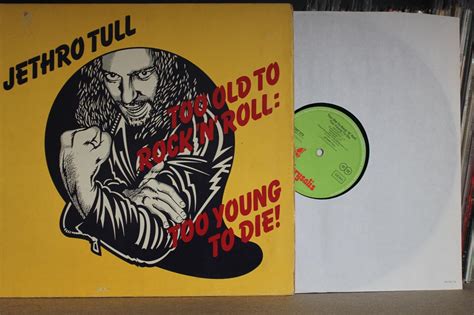 JETHRO TULL
TOO OLD TO
ROCK 'N' ROLL:
TOO YOUNG
TO DIE!
Chrysalis